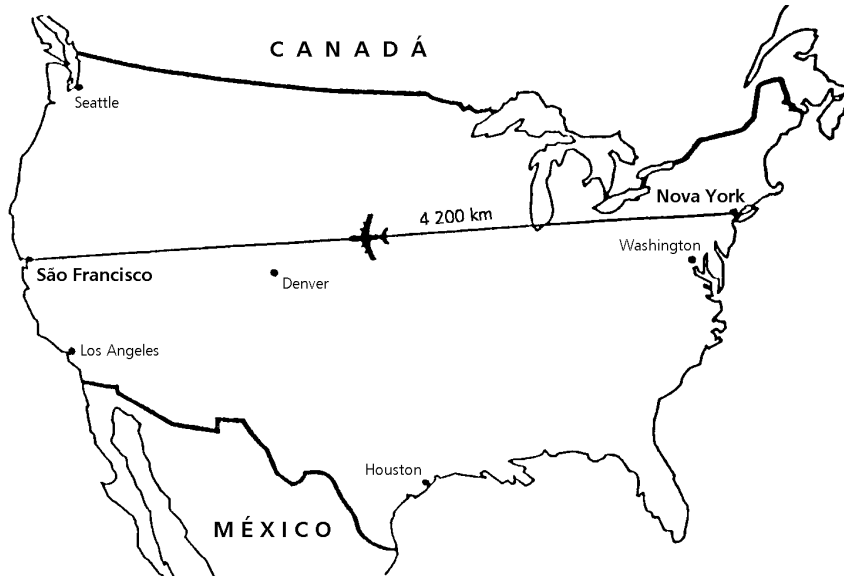 CANADÁ
Seattle
Nova York
4 200 km
Washington
São Francisco
Denver
Los Angeles
Houston
MÉXICO